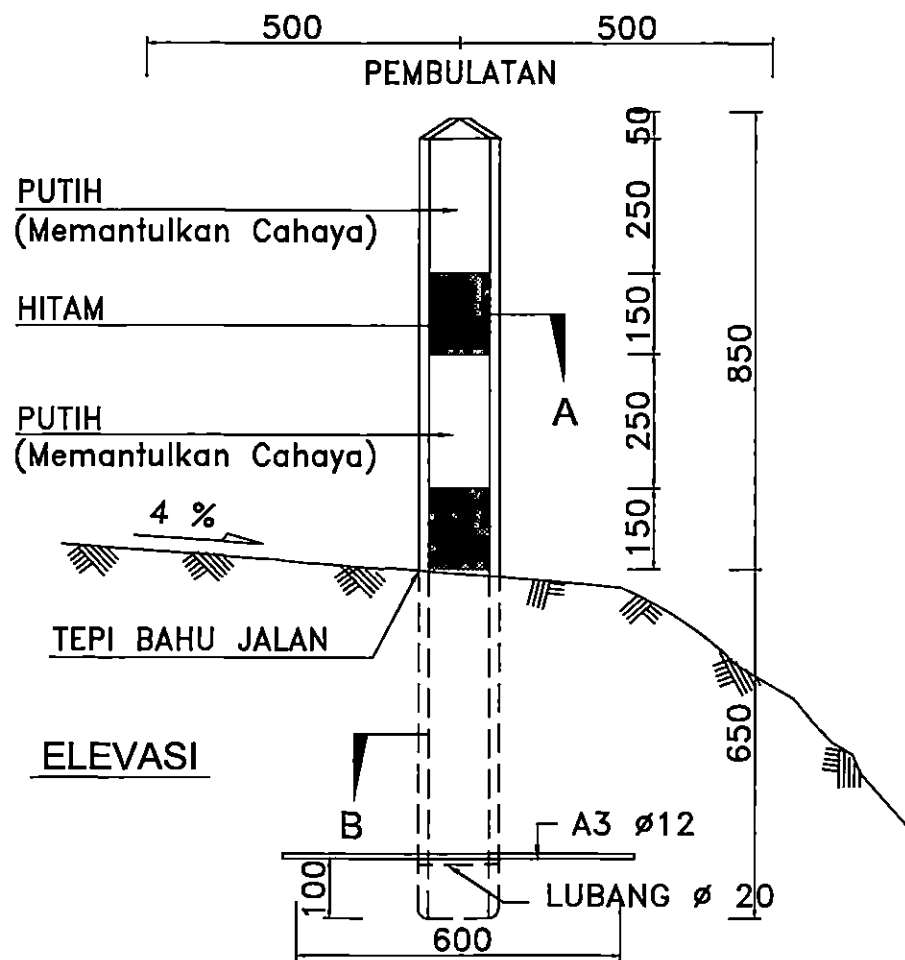 500
500
PEMBULATAN
50
PUTIH
(Memantulkan Cahaya)
250
HITAM
150
850
A
PUTIH
(Memantulkan Cahaya)
250
4 %
150
TEPI BAHU JALAN
650
ELEVASI
B
A3 ø12
100
LUBANG ø 20
600